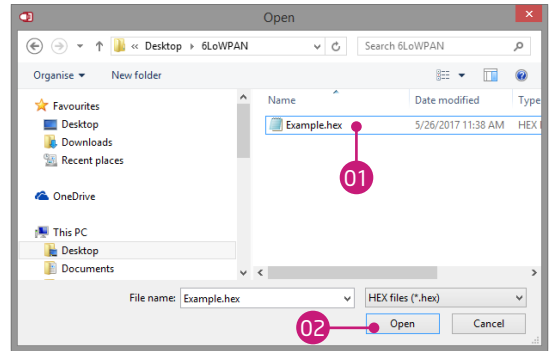 Open
« Desktop › 6LoWPAN
Search 6LoWPAN
Organise
New folder
Name
Date modified
Type
Favourites
Desktop
Downloads
Recent places
OneDrive
This PC
Desktop
Documents
Example.hex
5/26/2017 11:38 AM
HEX
01
File name:
Example.hex
HEX files (*.hex)
02
Open
Cancel